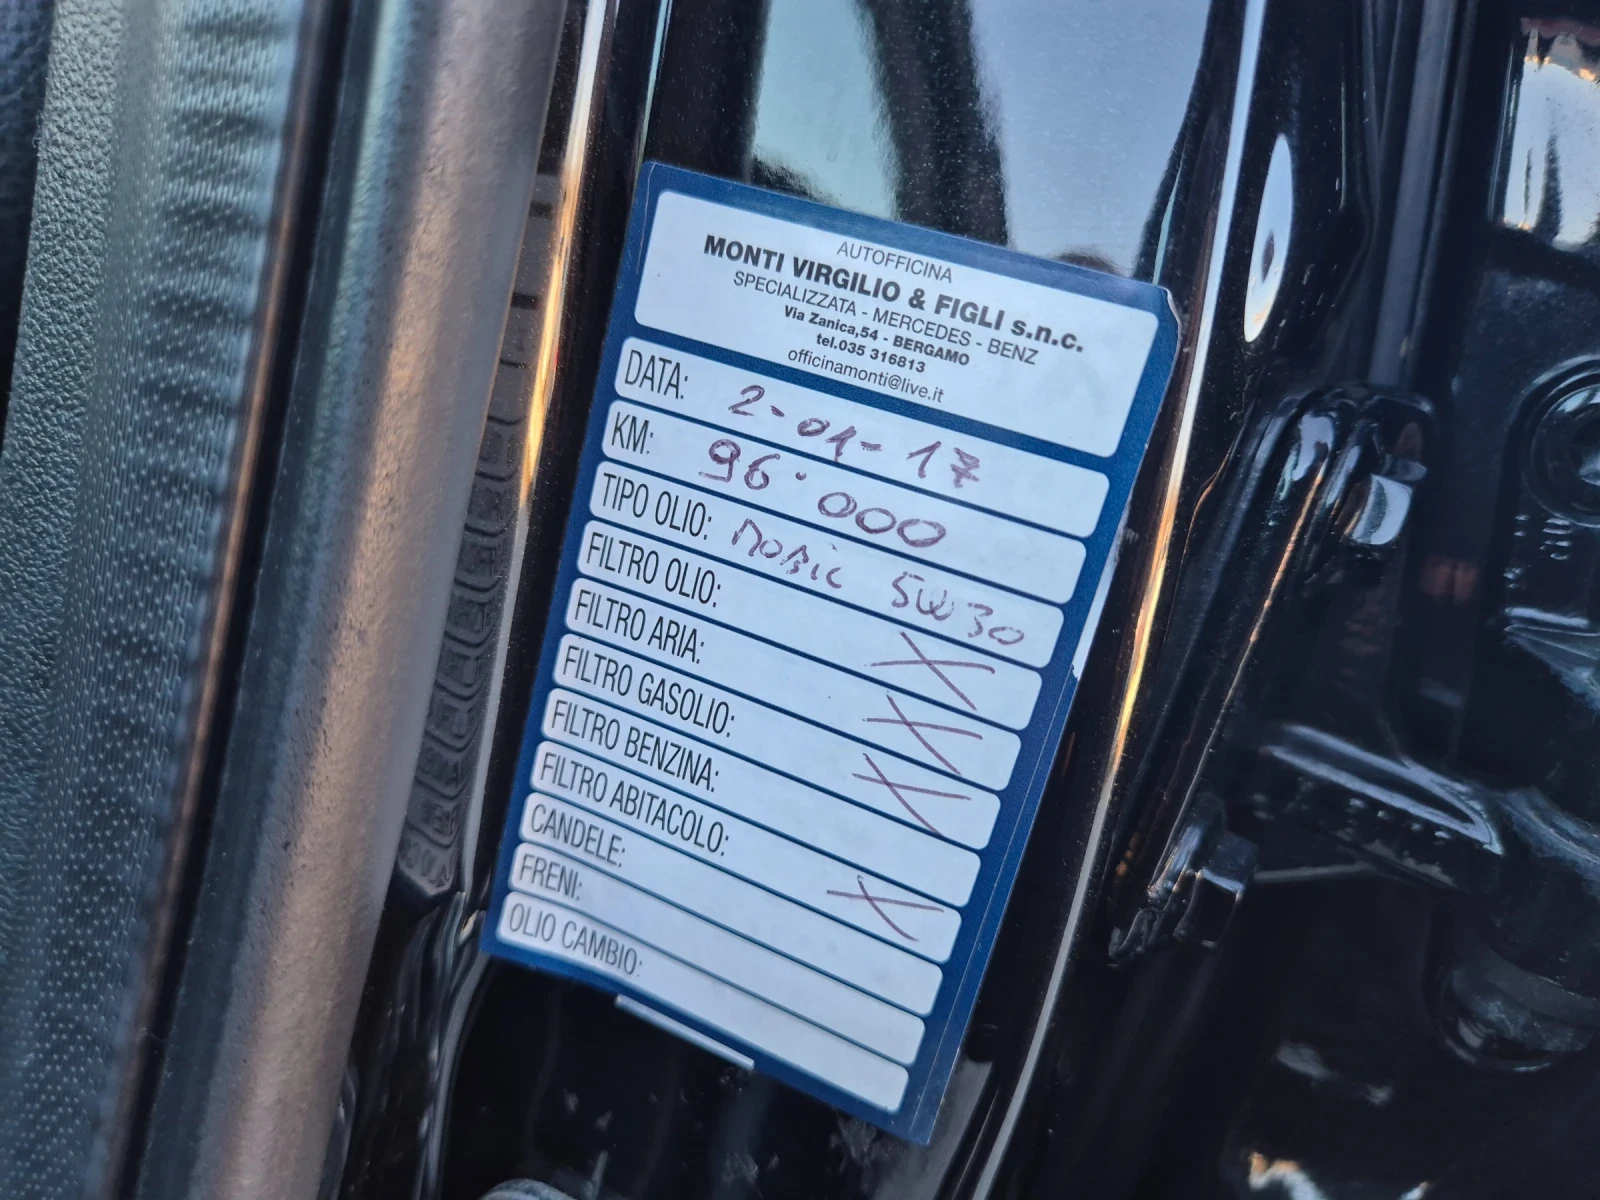 AUTOFFICINA
MONTI VIRGILIO & FIGLI s.n.c.
SPECIALIZZATA - MERCEDES - BENZ
Via Zanica,54 - BERGAMO
tel.035 316813
officinamonti@live.it
DATA: 2-01-17
KM: 96.000
TIPO OLIO: MOBIL 5W30
FILTRO OLIO: X
FILTRO ARIA: X
FILTRO GASOLIO: X
FILTRO BENZINA:
FILTRO ABITACOLO: X
CANDELE:
FRENI:
OLIO CAMBIO: